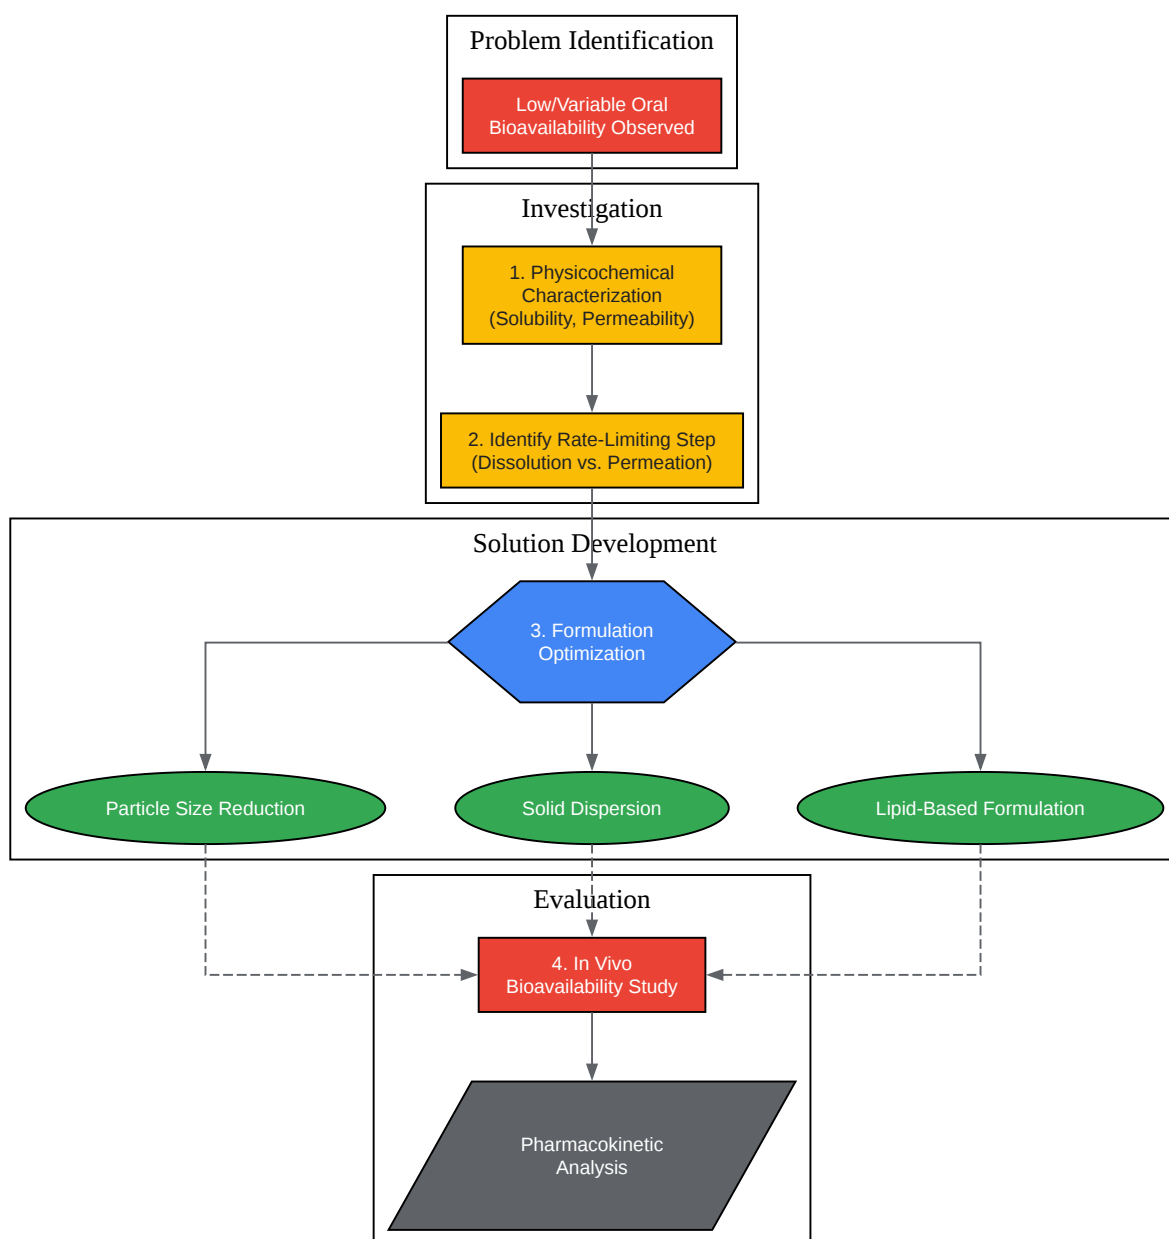 Problem Identification
Low/Variable Oral
Bioavailability Observed
Investigation
1. Physicochemical
Characterization
(Solubility, Permeability)
2. Identify Rate-Limiting Step
(Dissolution vs. Permeation)
Solution Development
3. Formulation
Optimization
Particle Size Reduction
Solid Dispersion
Lipid-Based Formulation
Evaluation
4. In Vivo
Bioavailability Study
Pharmacokinetic
Analysis